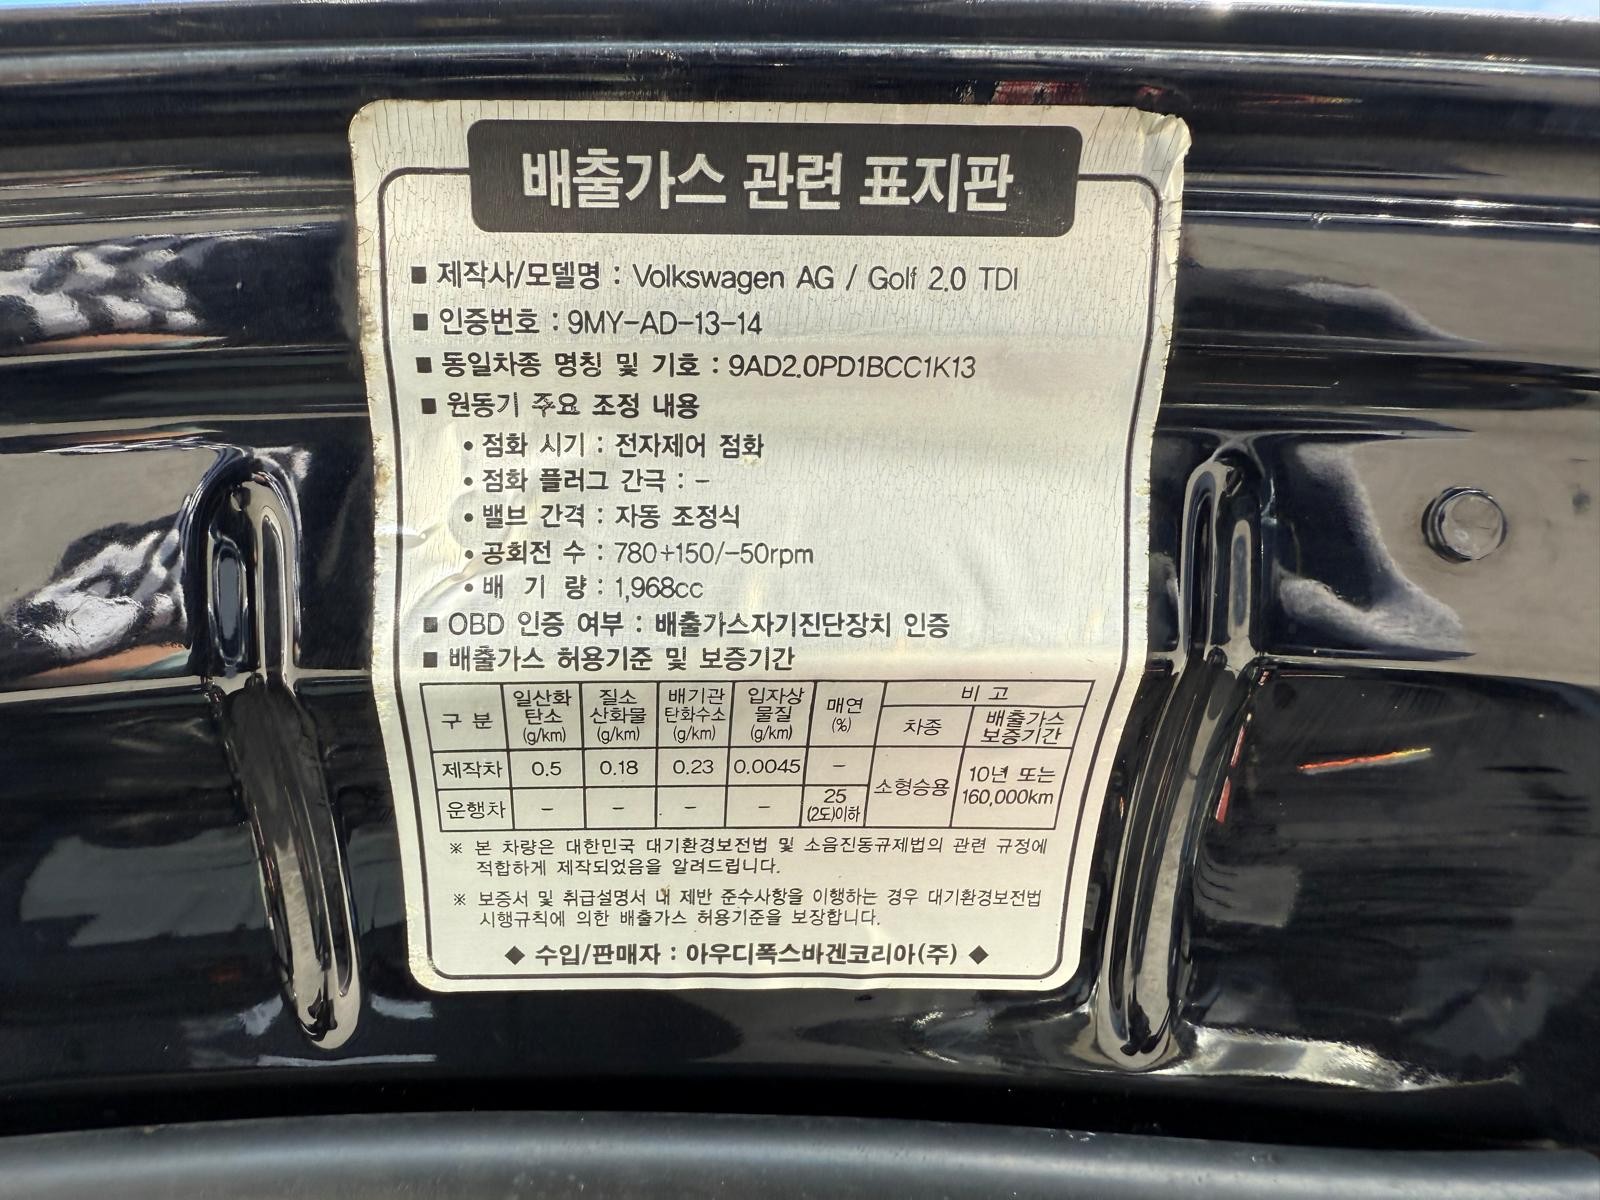 배출가스 관련 표지판
■ 제작사/모델명 : Volkswagen AG / Golf 2.0 TDI
■ 인증번호 : 9MY-AD-13-14
■ 동일차종 명칭 및 기호 : 9AD2.0PD1BCC1K13
■ 원동기 주요 조정 내용
• 점화 시기 : 전자제어 점화
• 점화 플러그 간극 : -
• 밸브 간격 : 자동 조정식
• 공회전 수 : 780+150/-50rpm
• 배 기 량 : 1,968cc
■ OBD 인증 여부 : 배출가스자기진단장치 인증
■ 배출가스 허용기준 및 보증기간
구 분 일산화탄소 (g/km) 질소산화물 (g/km) 배기관탄화수소 (g/km) 입자상물질 (g/km) 매연 (%) 비 고
차종 배출가스 보증기간
제작차 0.5 0.18 0.23 0.0045 - 소형승용 10년 또는 160,000km
운행차 - - - - 25 (2도)이하
※ 본 차량은 대한민국 대기환경보전법 및 소음진동규제법의 관련 규정에
적합하게 제작되었음을 알려드립니다.
※ 보증서 및 취급설명서 내 제반 준수사항을 이행하는 경우 대기환경보전법
시행규칙에 의한 배출가스 허용기준을 보장합니다.
◆ 수입/판매자 : 아우디폭스바겐코리아(주) ◆